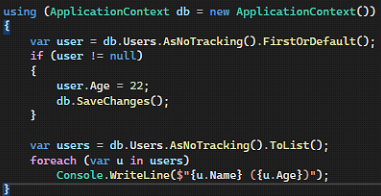 using (ApplicationContext db = new ApplicationContext())
{
    var user = db.Users.AsNoTracking().FirstOrDefault();
    if (user != null)
    {
        user.Age = 22;
        db.SaveChanges();
    }

    var users = db.Users.AsNoTracking().ToList();
    foreach (var u in users)
        Console.WriteLine($"{u.Name} ({u.Age})");
}